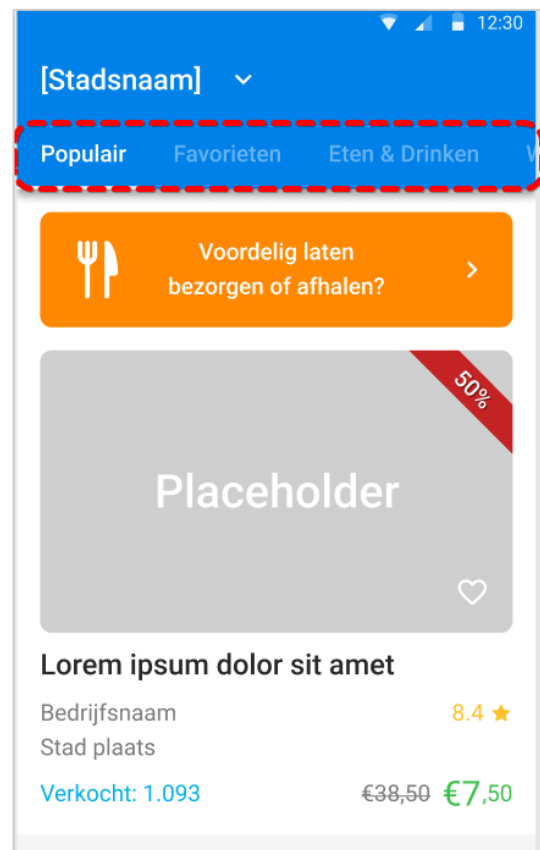 12:30
[Stadsnaam]
Populair Favorieten Eten & Drinken
Voordelig laten
bezorgen of afhalen?
50%
Placeholder
Lorem ipsum dolor sit amet
Bedrijfsnaam 8.4
Stad plaats
Verkocht: 1.093 €38,50 €7,50